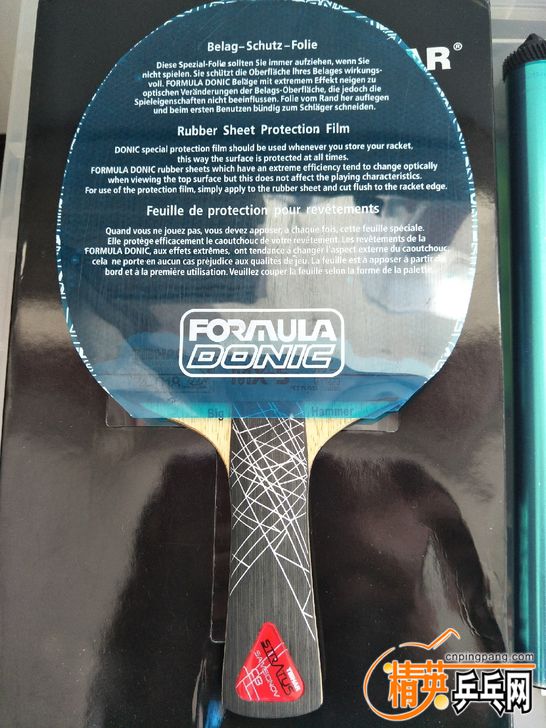 AR®
Belag-Schutz-Folie
Diese Spezial-Folie sollten Sie immer aufziehen, wenn Sie
nicht spielen. Sie schützt die Oberfläche Ihres Belages wirkungs-
voll. FORMULA DONIC Beläge mit extremem Effekt neigen zu
optischen Veränderungen der Belags-Oberfläche, die jedoch die
Spieleigenschaften nicht beeinflussen. Folie vom Rand her auflegen
und beim ersten Benutzen bündig zum Schläger schneiden.
Rubber Sheet Protection Film
DONIC special protection film should be used whenever you store your racket,
this way the surface is protected at all times.
FORMULA DONIC rubber sheets which have an extreme efficiency tend to change optically
when viewing the top surface but this does not affect the playing characteristics.
For use of the protection film, simply apply to the rubber sheet and cut flush to the racket edge.
Feuille de protection pour revêtements
Quand vous ne jouez pas, vous devez apposer, à chaque fois, cette feuille spéciale.
Elle protège efficacement le caoutchouc de votre revêtement. Les revêtements de la
FORMULA DONIC, aux effets extrêmes, ont tendance à changer l'aspect externe du caoutchouc,
cela ne porte en aucun cas préjudice aux qualités de jeu. La feuille est à apposer à partir du
bord et à la première utilisation. Veuillez couper la feuille selon la forme de la palette.
FORMULA
DONIC
Big Hammer
TIBHAR
STRATUS
SAMSONOV
cnpingpang.com
精英乒乓网